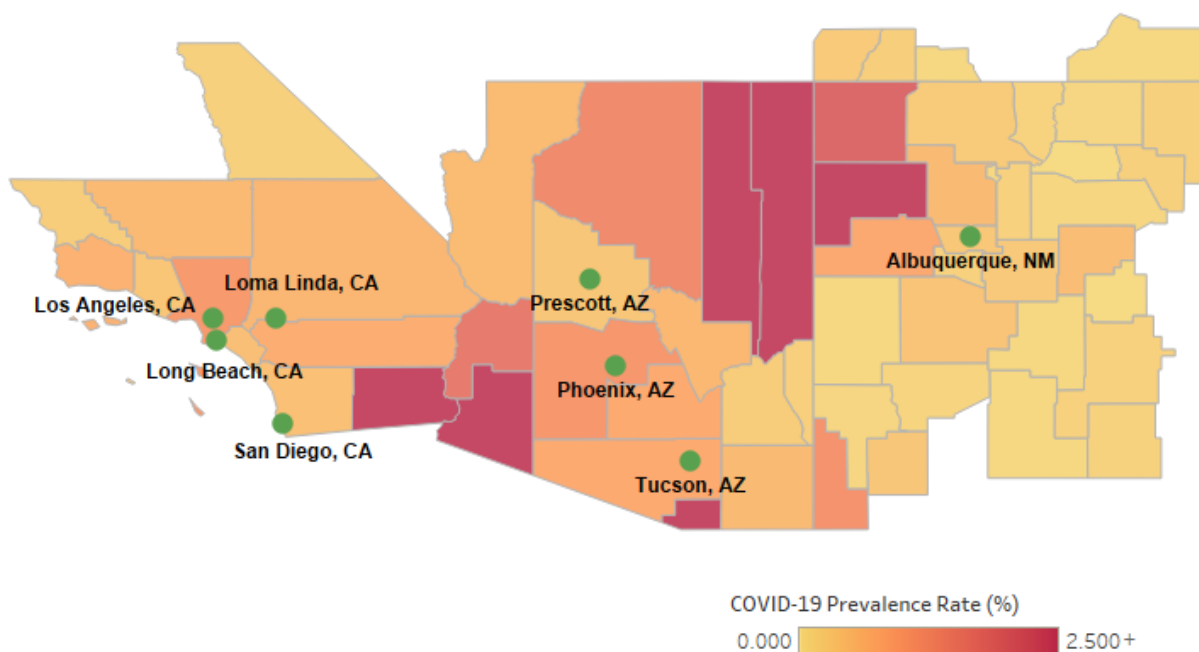 Loma Linda, CA
Los Angeles, CA
Long Beach, CA
San Diego, CA
Prescott, AZ
Phoenix, AZ
Tucson, AZ
Albuquerque, NM
COVID-19 Prevalence Rate (%)
0.000 2.500+